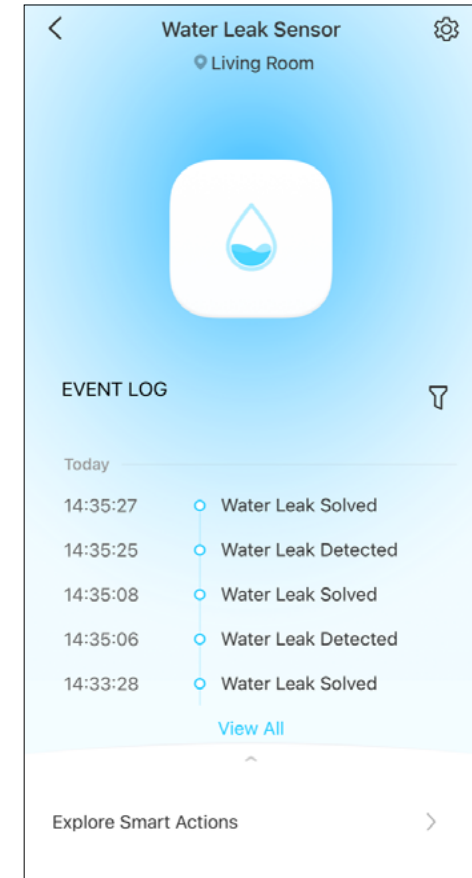 Water Leak Sensor
Living Room
EVENT LOG
Today
14:35:27 Water Leak Solved
14:35:25 Water Leak Detected
14:35:08 Water Leak Solved
14:35:06 Water Leak Detected
14:33:28 Water Leak Solved
View All
Explore Smart Actions